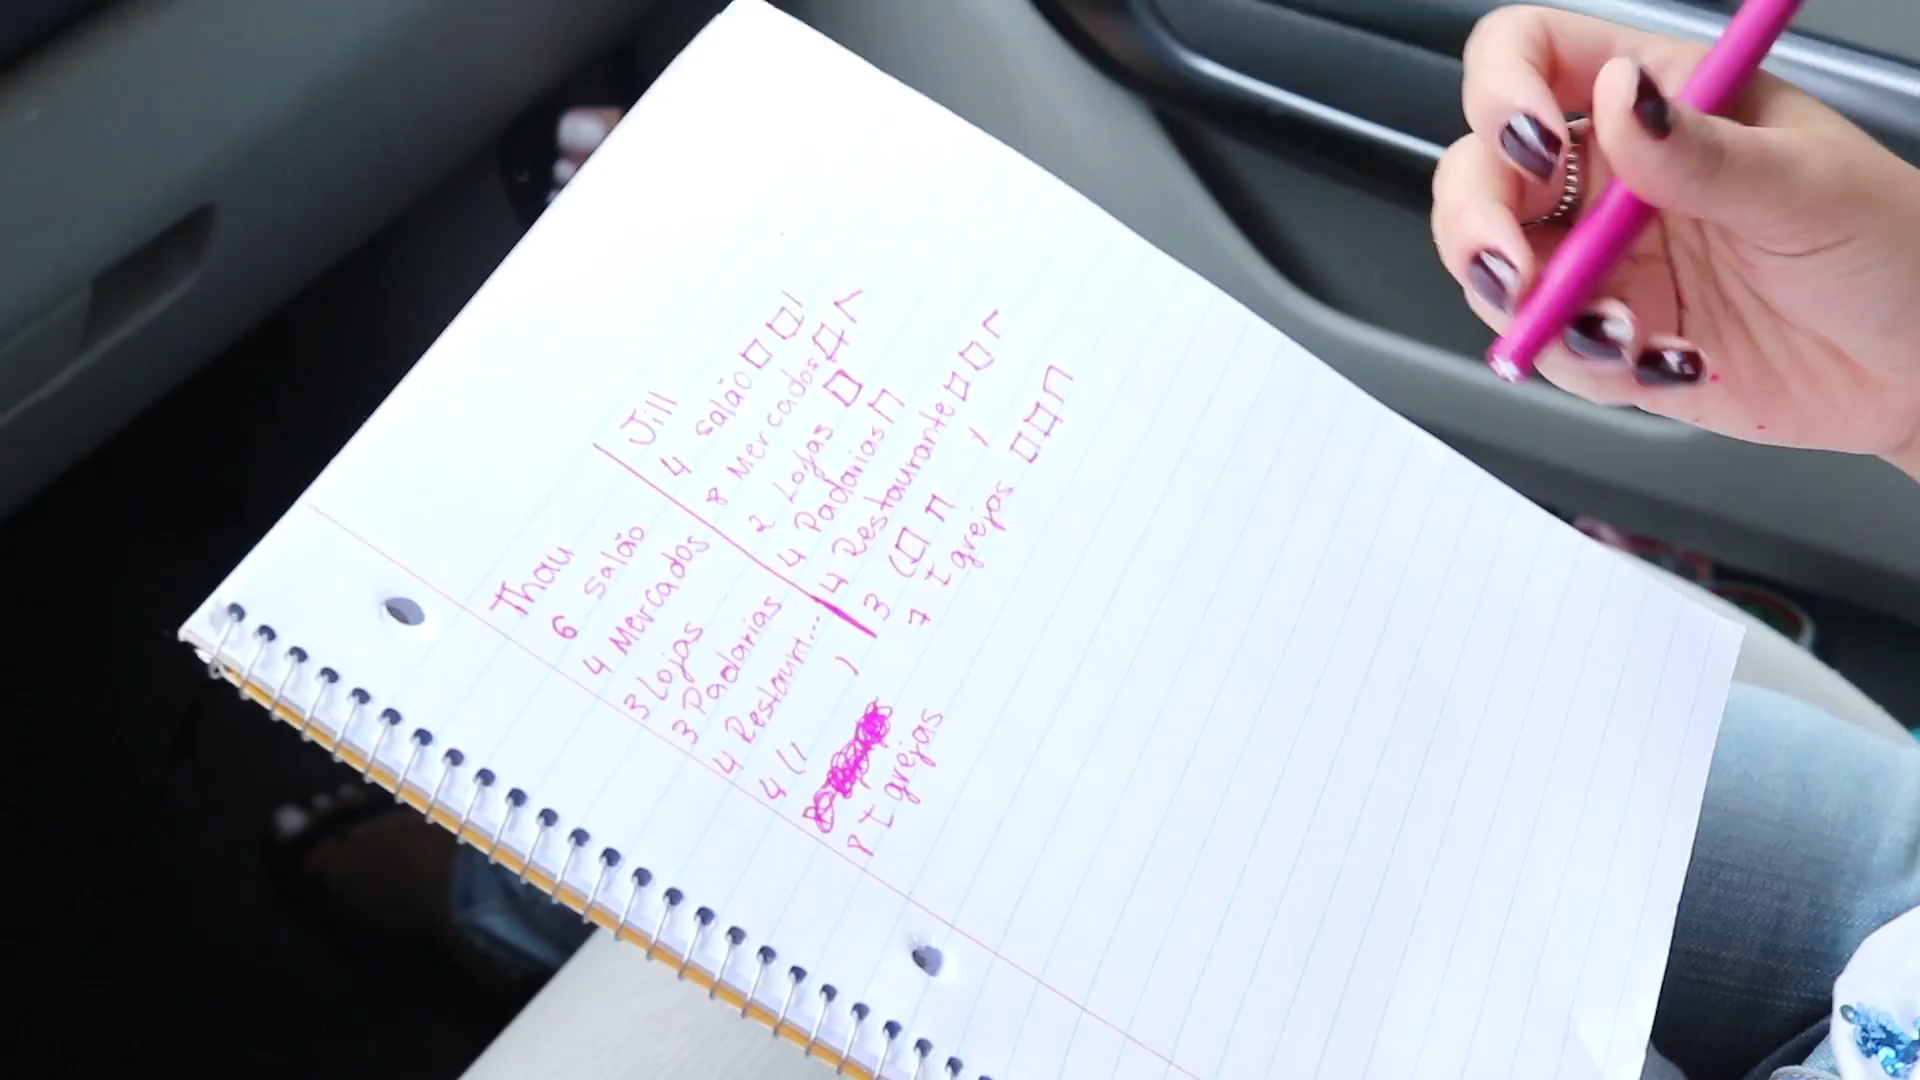 Thau
6 Salão
4 Mercados
3 Lojas
3 Padarias
4 Restaurn...
4 ( )
8 Igrejas
Jill
4 Salão
8 Mercados
2 Lojas
4 Padarias
4 Restaurante
3 ( )
7 Igrejas